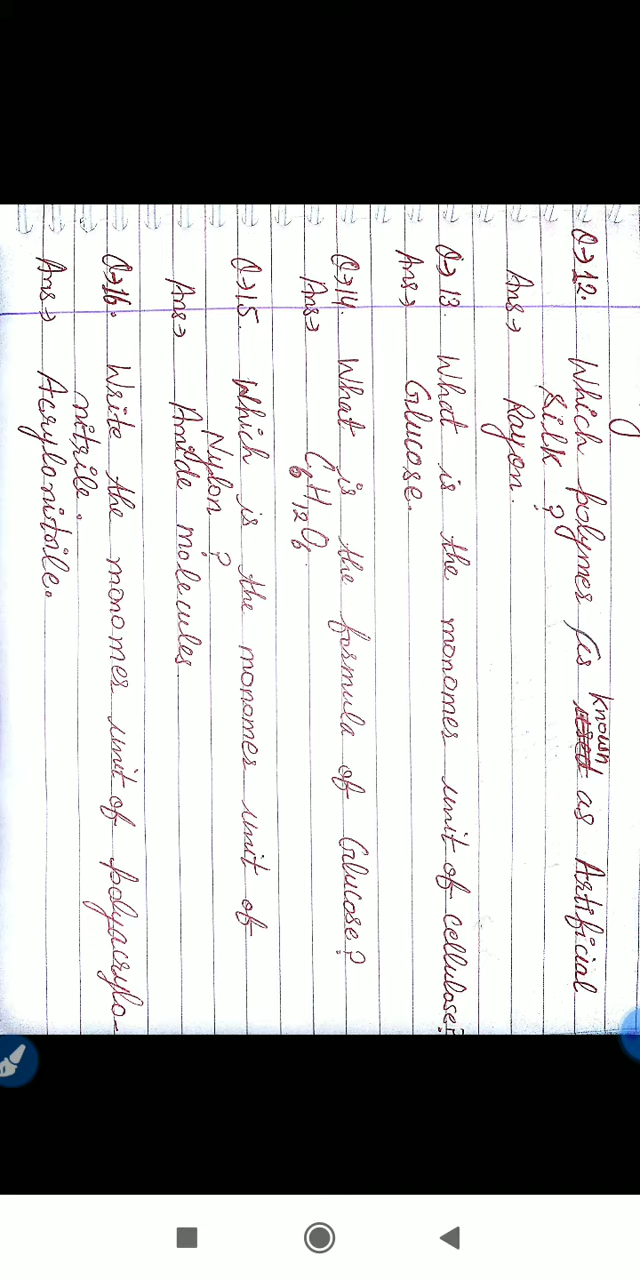 Q→12. Which polymer is known as Artificial
Silk?
Ans→ Rayon.
Q→13. What is the monomer unit of cellulose?
Ans→ Glucose.
Q→14. What is the formula of Glucose?
Ans→ C₆H₁₂O₆.
Q→15. Which is the monomer unit of
Nylon?
Ans→ Amide molecules.
Q→16. Write the monomer unit of polyacrylo-
nitrile.
Ans→ Acrylonitrile.